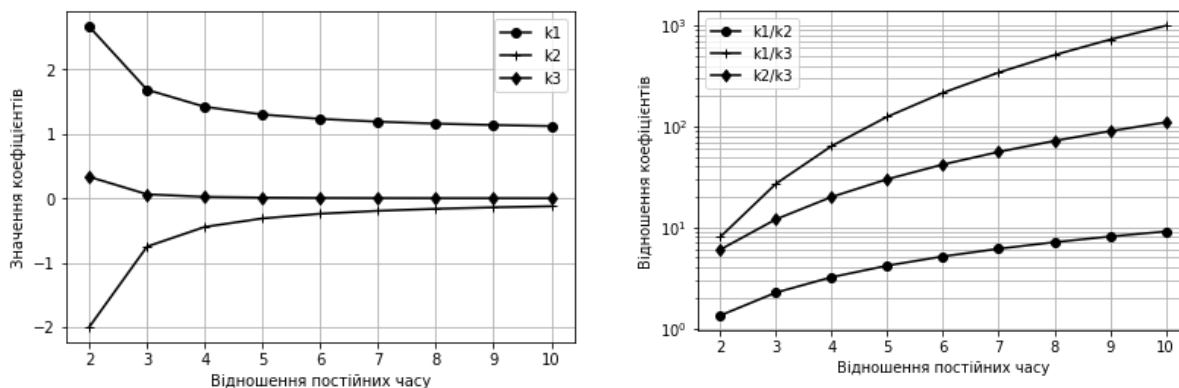 Значення коефіцієнтів
2
1
0
−1
−2
k1
k2
k3
2 3 4 5 6 7 8 9 10
Відношення постійних часу
Відношення коефіцієнтів
10³
10²
10¹
10⁰
k1/k2
k1/k3
k2/k3
2 3 4 5 6 7 8 9 10
Відношення постійних часу